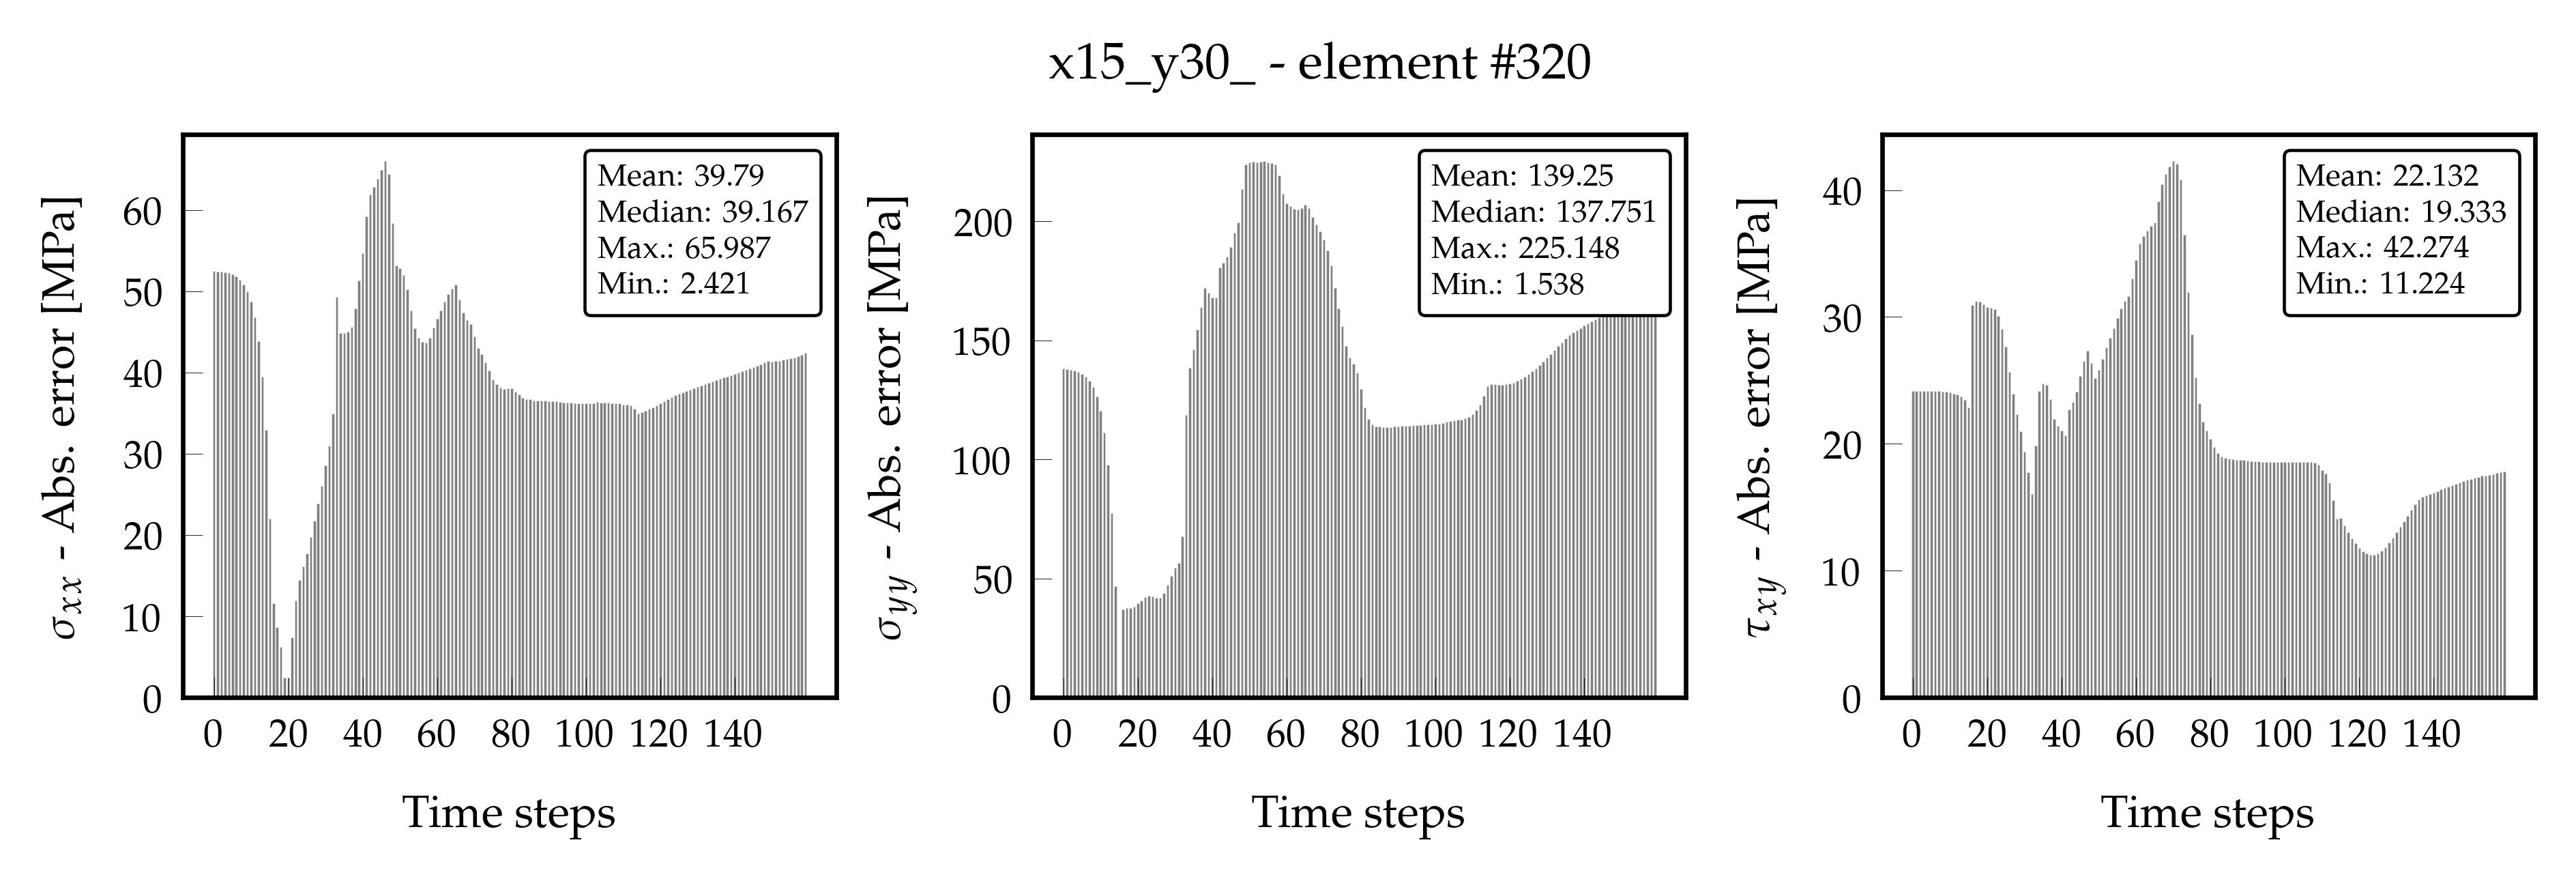 x15_y30_ - element #320
σxx - Abs. error [MPa]
60
50
40
30
20
10
0
Mean: 39.79
Median: 39.167
Max.: 65.987
Min.: 2.421
0 20 40 60 80 100 120 140
Time steps
σyy - Abs. error [MPa]
200
150
100
50
0
Mean: 139.25
Median: 137.751
Max.: 225.148
Min.: 1.538
0 20 40 60 80 100 120 140
Time steps
τxy - Abs. error [MPa]
40
30
20
10
0
Mean: 22.132
Median: 19.333
Max.: 42.274
Min.: 11.224
0 20 40 60 80 100 120 140
Time steps